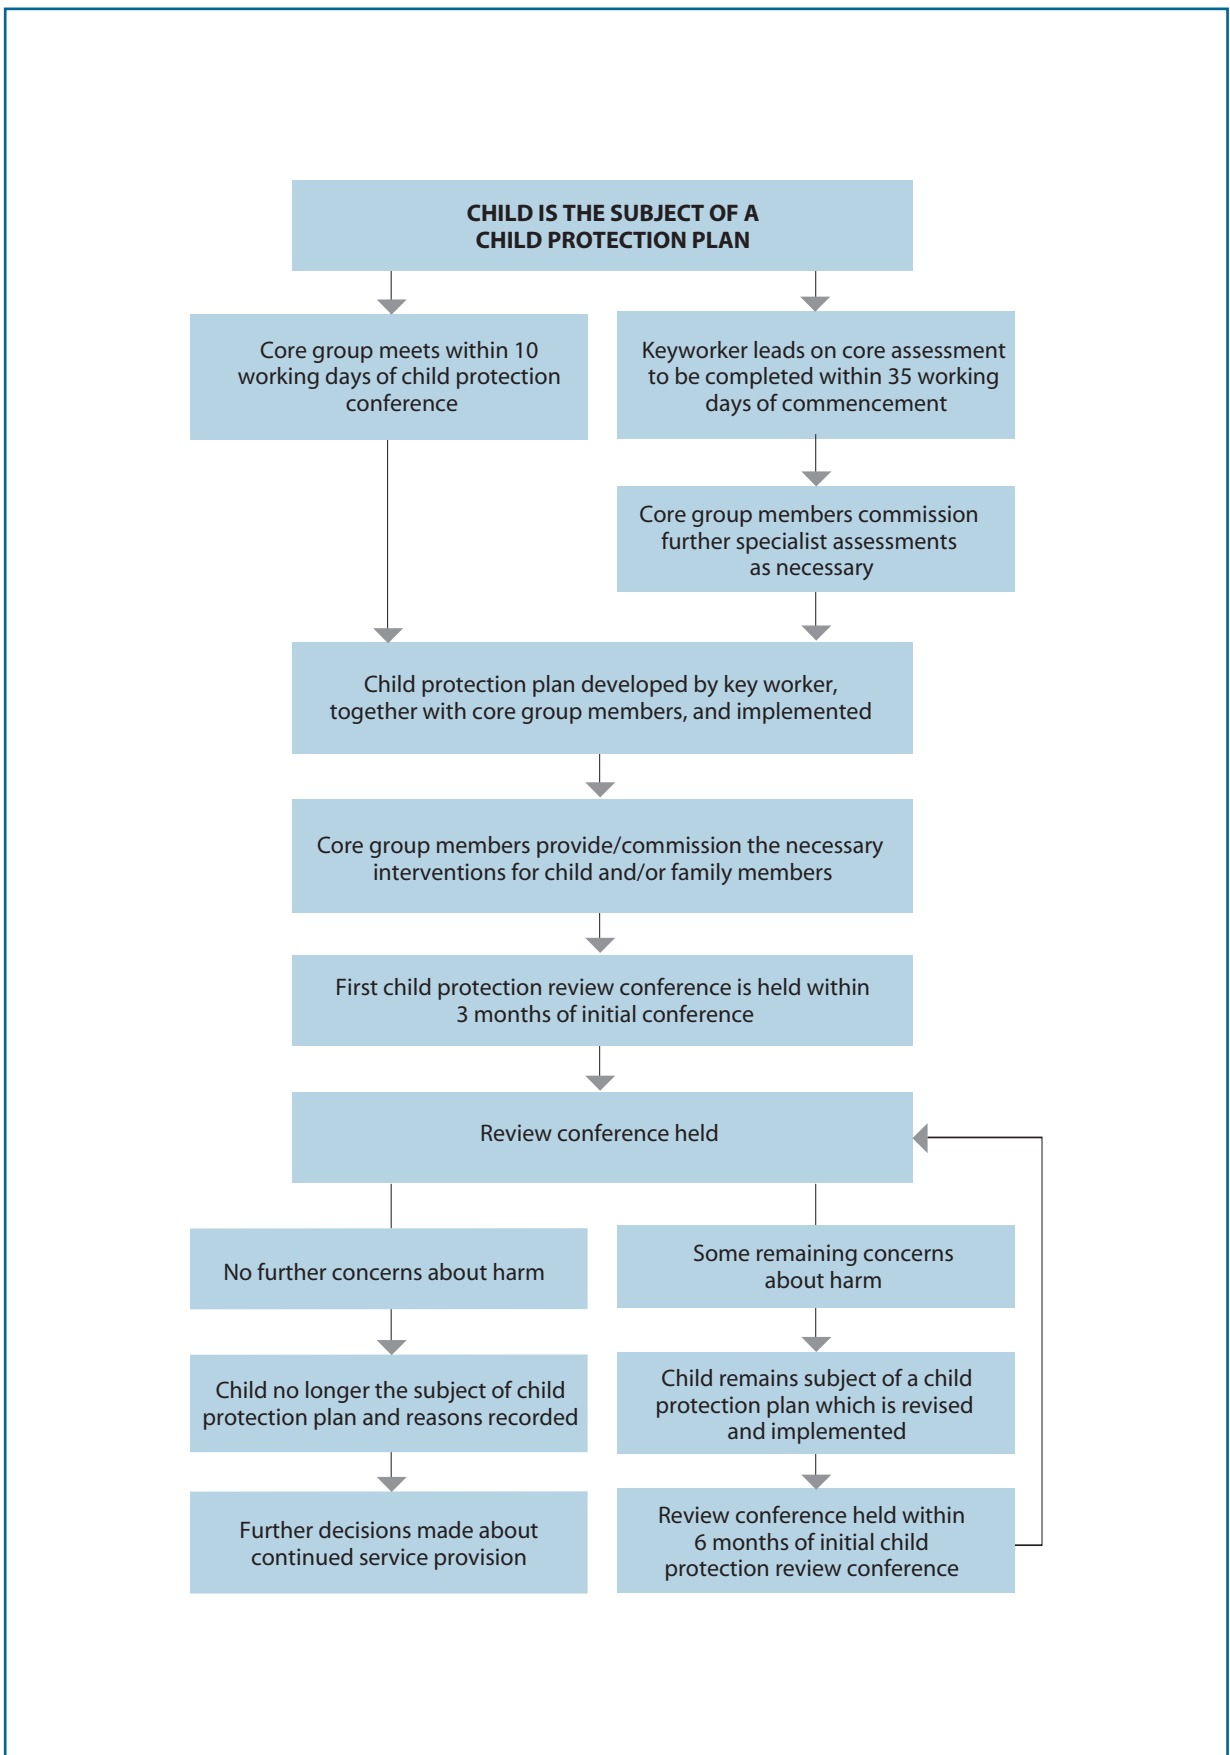 CHILD IS THE SUBJECT OF A
CHILD PROTECTION PLAN
Core group meets within 10
working days of child protection
conference
Keyworker leads on core assessment
to be completed within 35 working
days of commencement
Core group members commission
further specialist assessments
as necessary
Child protection plan developed by key worker,
together with core group members, and implemented
Core group members provide/commission the necessary
interventions for child and/or family members
First child protection review conference is held within
3 months of initial conference
Review conference held
No further concerns about harm
Some remaining concerns
about harm
Child no longer the subject of child
protection plan and reasons recorded
Child remains subject of a child
protection plan which is revised
and implemented
Further decisions made about
continued service provision
Review conference held within
6 months of initial child
protection review conference